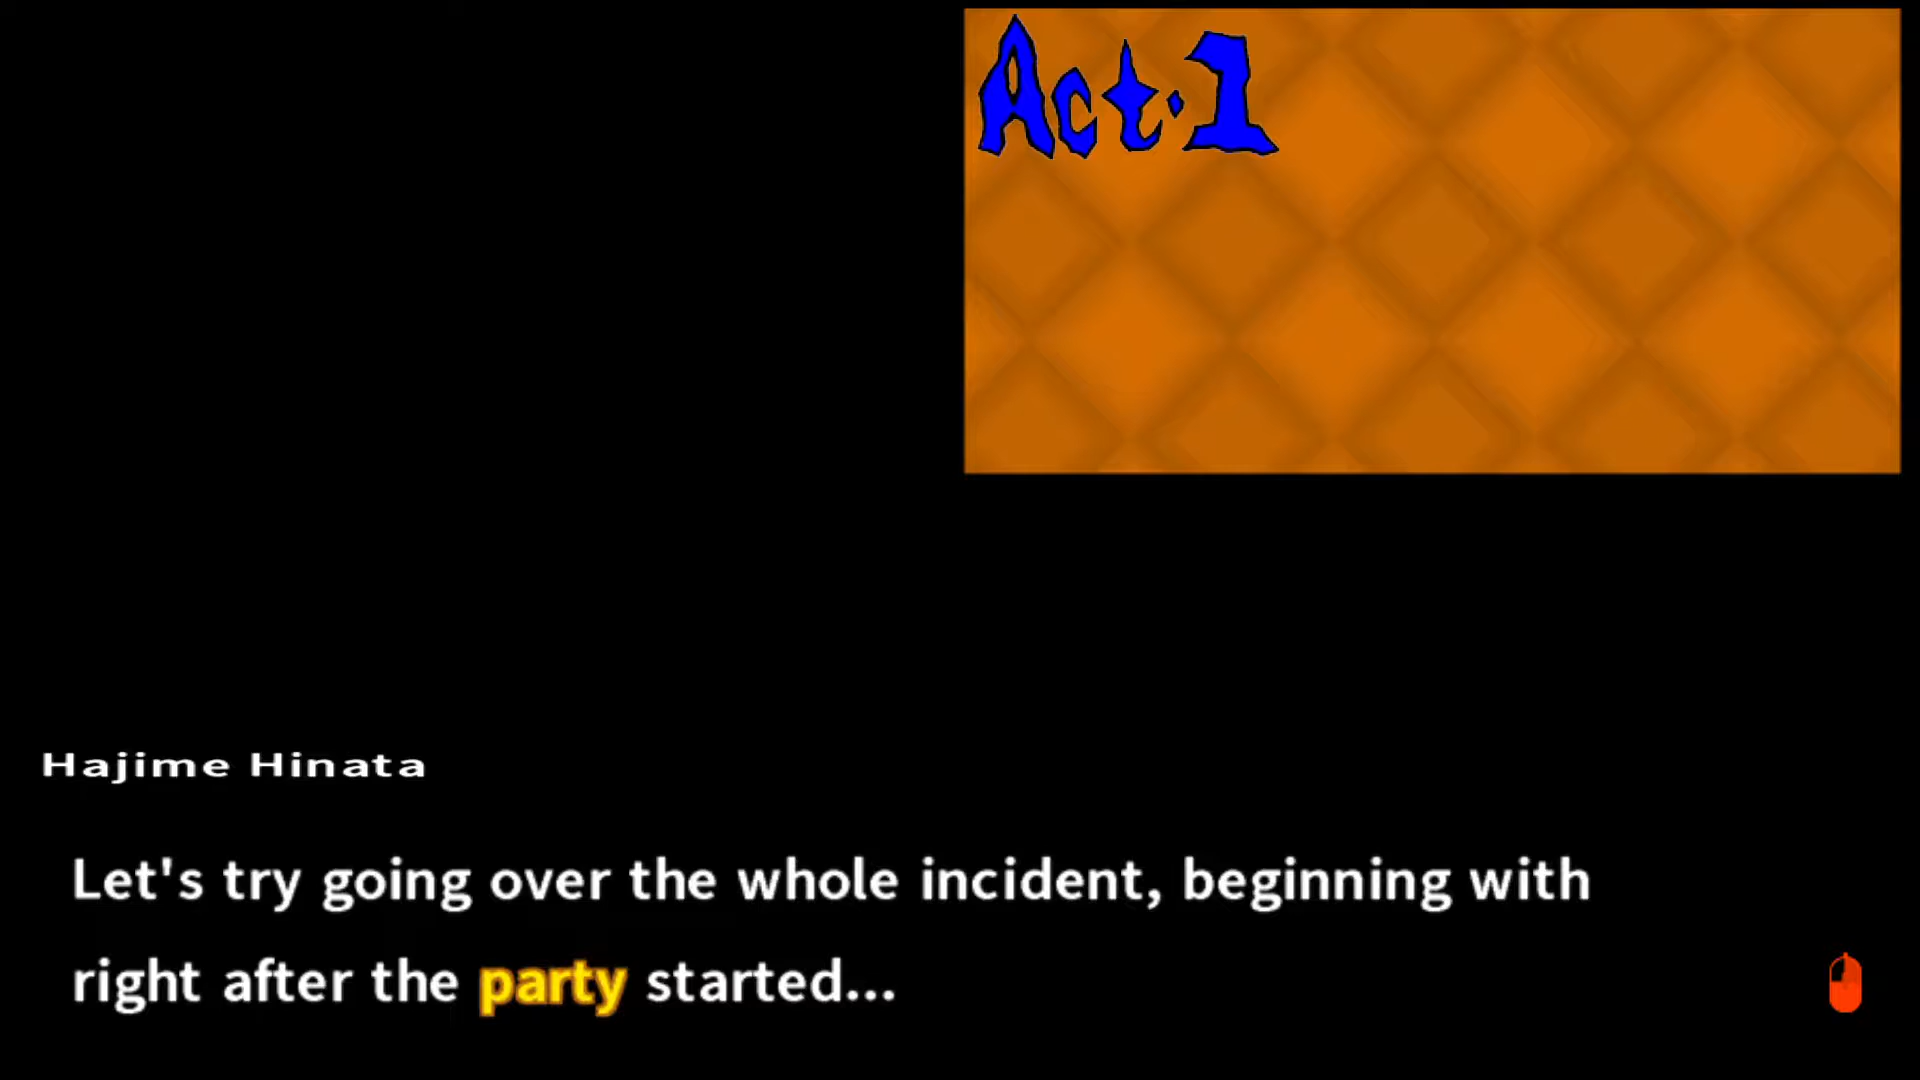 Act.1
Hajime Hinata
Let's try going over the whole incident, beginning with
right after the party started...